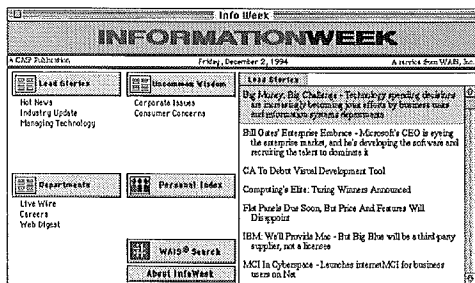 Info Week
INFORMATIONWEEK
A CMP Publication
Friday, December 2, 1994
A service from WAIS, Inc.
Lead Stories
Hot News
Industry Update
Managing Technology
Uncommon Wisdom
Corporate Issues
Consumer Concerns
Departments
Live Wire
Careers
Web Digest
Personal Index
WAIS® Search
About InfoWeek
Lead Stories
Big Money, Big Challenge - Technology spending decisions
are increasingly becoming joint efforts by business units
and information systems departments
Bill Gates' Enterprise Embrace - Microsoft's CEO is eyeing
the enterprise market, and he's developing the software and
recruiting the talent to dominate it
CA To Debut Visual Development Tool
Computing's Elite: Turing Winners Announced
Flat Panels Due Soon, But Price And Features Will
Disappoint
IBM: We'll Provide Mac - But Big Blue will be a third-party
supplier, not a licensee
MCI In Cyberspace - Launches internetMCI for business
users on Net